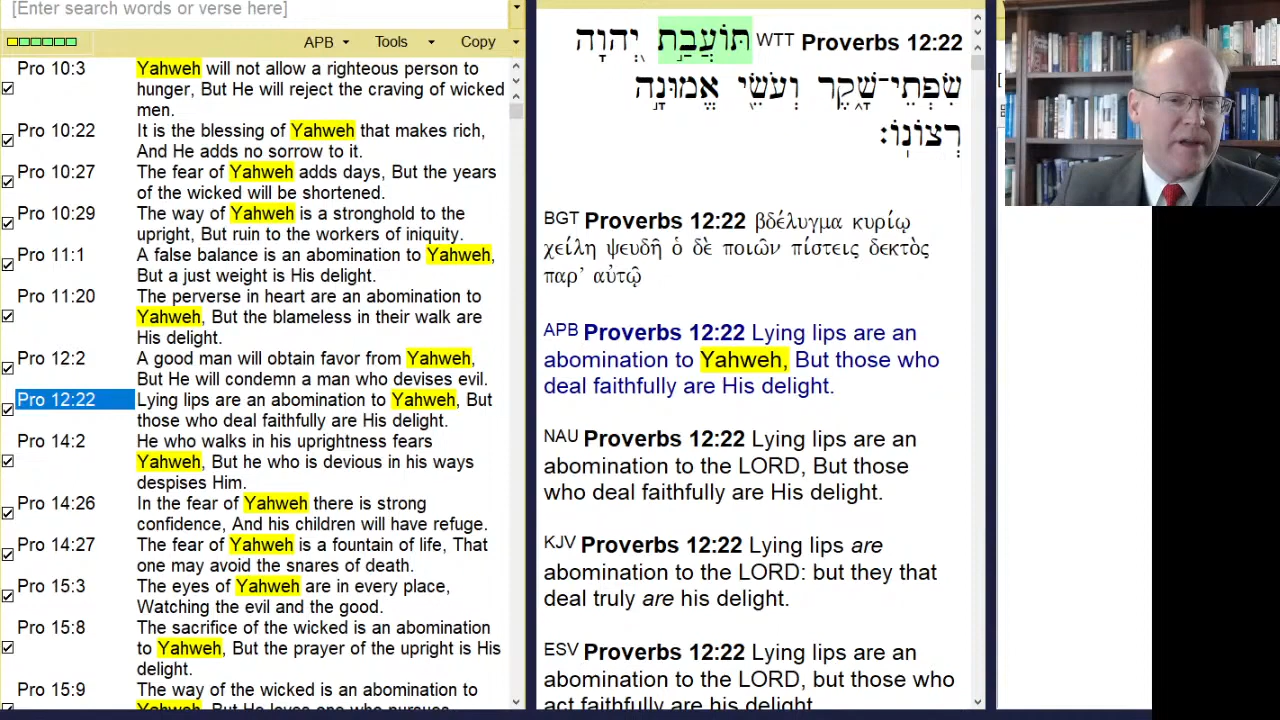 [Enter search words or verse here]
APB Tools Copy
Pro 10:3 Yahweh will not allow a righteous person to
hunger, But He will reject the craving of wicked
men.
Pro 10:22 It is the blessing of Yahweh that makes rich,
And He adds no sorrow to it.
Pro 10:27 The fear of Yahweh adds days, But the years
of the wicked will be shortened.
Pro 10:29 The way of Yahweh is a stronghold to the
upright, But ruin to the workers of iniquity.
Pro 11:1 A false balance is an abomination to Yahweh,
But a just weight is His delight.
Pro 11:20 The perverse in heart are an abomination to
Yahweh, But the blameless in their walk are
His delight.
Pro 12:2 A good man will obtain favor from Yahweh,
But He will condemn a man who devises evil.
Pro 12:22 Lying lips are an abomination to Yahweh, But
those who deal faithfully are His delight.
Pro 14:2 He who walks in his uprightness fears
Yahweh, But he who is devious in his ways
despises Him.
Pro 14:26 In the fear of Yahweh there is strong
confidence, And his children will have refuge.
Pro 14:27 The fear of Yahweh is a fountain of life, That
one may avoid the snares of death.
Pro 15:3 The eyes of Yahweh are in every place,
Watching the evil and the good.
Pro 15:8 The sacrifice of the wicked is an abomination
to Yahweh, But the prayer of the upright is His
delight.
Pro 15:9 The way of the wicked is an abomination to
Yahweh, But He loves one who pursues
WTT Proverbs 12:22 תּוֹעֲבַ֣ת יְ֭הוָה
שִׂפְתֵי־שָׁ֑קֶר וְעֹשֵׂ֖י אֱמוּנָ֣ה
רְצוֹנֽוֹ׃
BGT Proverbs 12:22 βδέλυγμα κυρίῳ
χείλη ψευδῆ ὁ δὲ ποιῶν πίστεις δεκτὸς
παρ’ αὐτῷ
APB Proverbs 12:22 Lying lips are an
abomination to Yahweh, But those who
deal faithfully are His delight.
NAU Proverbs 12:22 Lying lips are an
abomination to the LORD, But those
who deal faithfully are His delight.
KJV Proverbs 12:22 Lying lips are
abomination to the LORD: but they that
deal truly are his delight.
ESV Proverbs 12:22 Lying lips are an
abomination to the LORD, but those who
act faithfully are his delight.